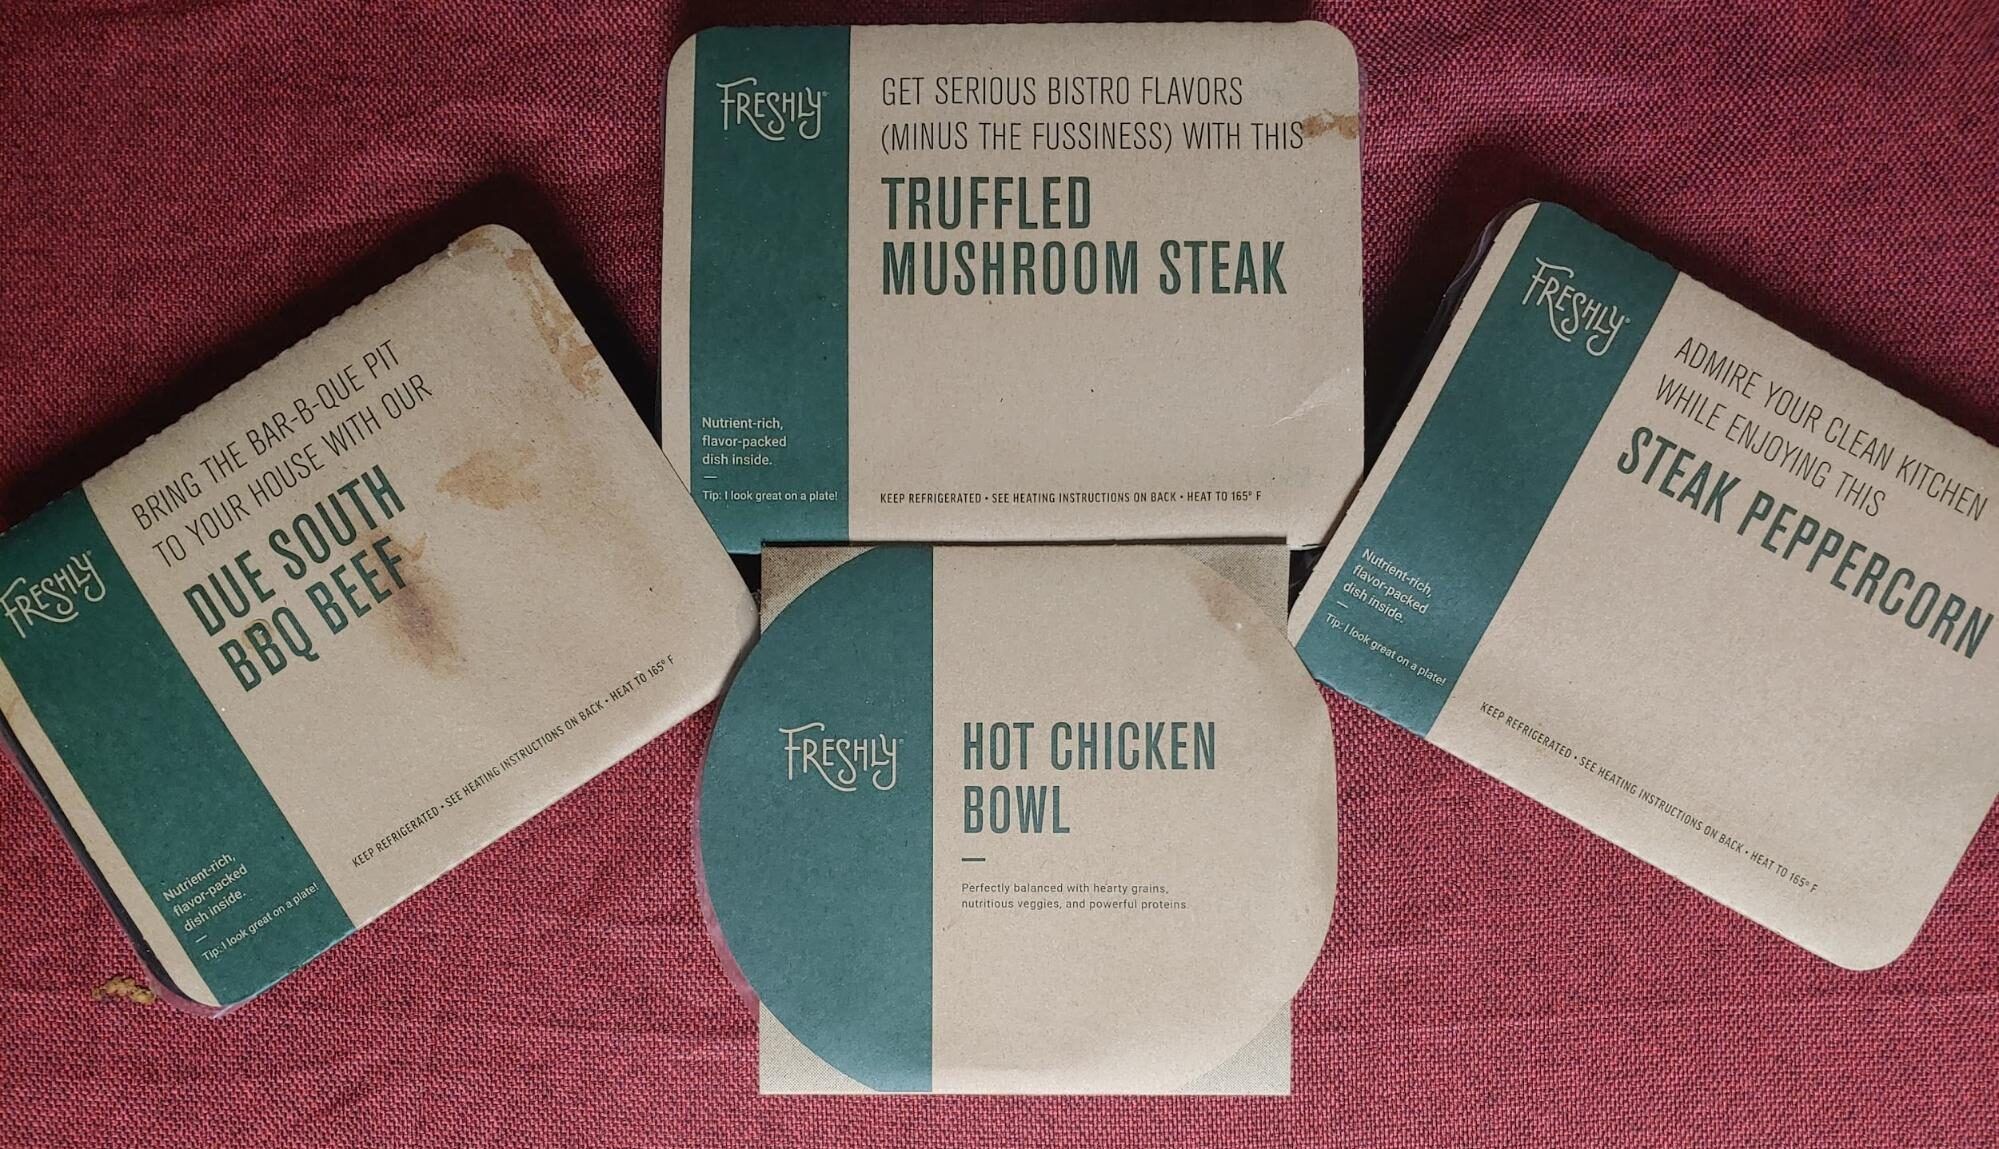 FRESHLY
GET SERIOUS BISTRO FLAVORS
(MINUS THE FUSSINESS) WITH THIS
TRUFFLED
MUSHROOM STEAK
Nutrient-rich,
flavor-packed
dish inside.
Tip: I look great on a plate!
KEEP REFRIGERATED • SEE HEATING INSTRUCTIONS ON BACK • HEAT TO 165° F
FRESHLY
BRING THE BAR-B-QUE PIT
TO YOUR HOUSE WITH OUR
DUE SOUTH
BBQ BEEF
Nutrient-rich,
flavor-packed
dish inside.
Tip: I look great on a plate!
KEEP REFRIGERATED • SEE HEATING INSTRUCTIONS ON BACK • HEAT TO 165° F
FRESHLY
ADMIRE YOUR CLEAN KITCHEN
WHILE ENJOYING THIS
STEAK PEPPERCORN
Nutrient-rich,
flavor-packed
dish inside.
Tip: I look great on a plate!
KEEP REFRIGERATED • SEE HEATING INSTRUCTIONS ON BACK • HEAT TO 165° F
FRESHLY
HOT CHICKEN
BOWL
Perfectly balanced with hearty grains,
nutritious veggies, and powerful proteins.